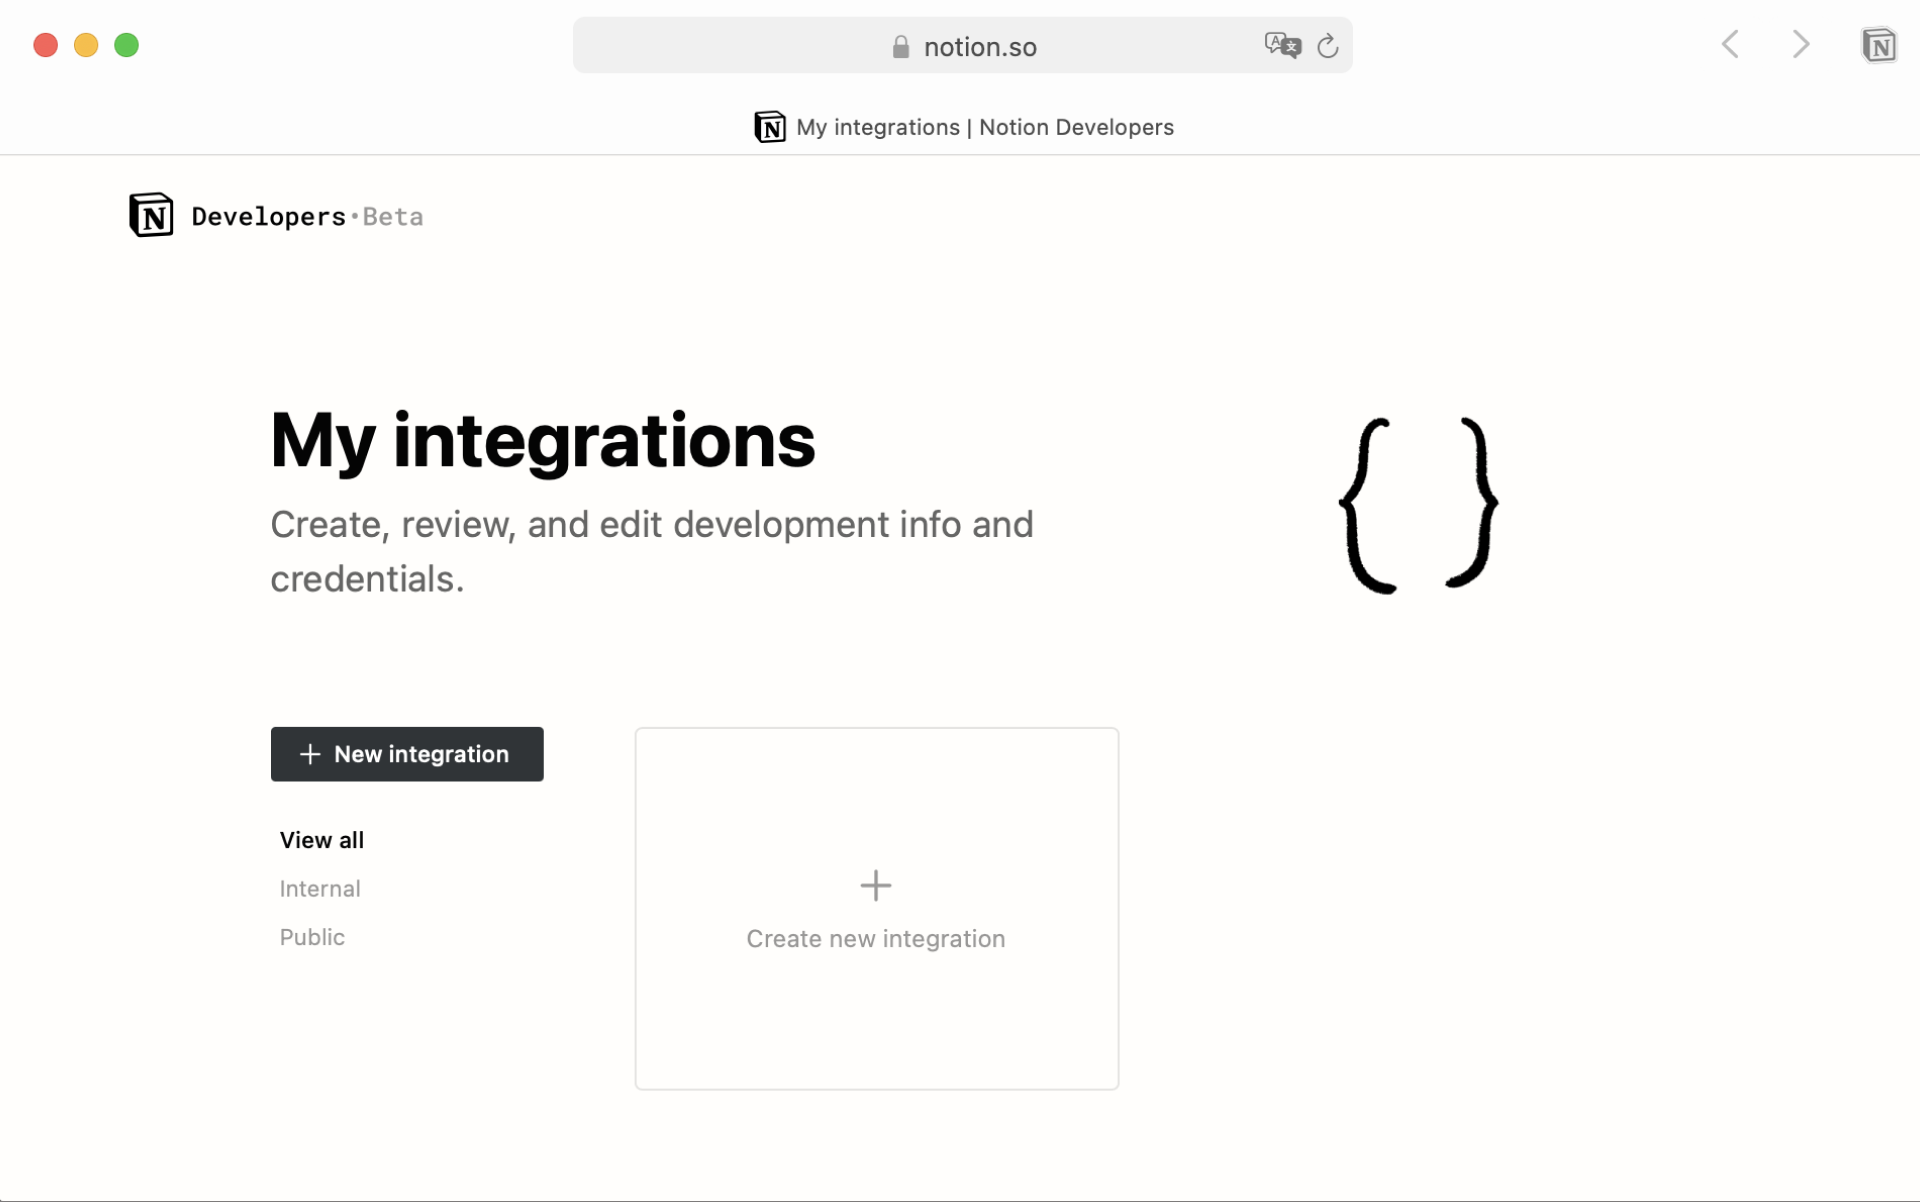 notion.so
My integrations | Notion Developers
Developers • Beta
My integrations
Create, review, and edit development info and
credentials.
{ }
+ New integration
View all
Internal
Public
+
Create new integration